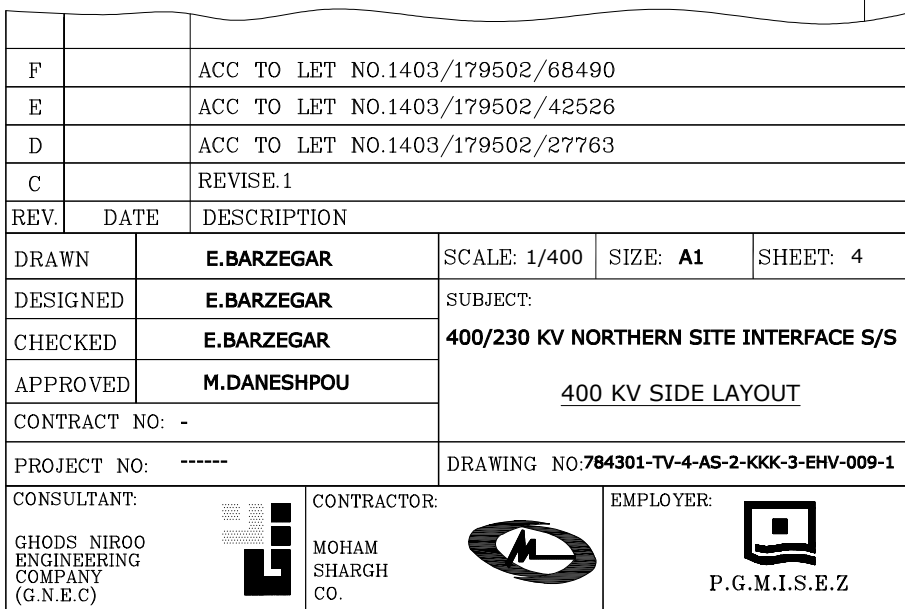 F ACC TO LET NO.1403/179502/68490
E ACC TO LET NO.1403/179502/42526
D ACC TO LET NO.1403/179502/27763
C REVISE.1
REV. DATE DESCRIPTION
DRAWN E.BARZEGAR SCALE: 1/400 SIZE: A1 SHEET: 4
DESIGNED E.BARZEGAR
CHECKED E.BARZEGAR
APPROVED M.DANESHPOU
SUBJECT:
400/230 KV NORTHERN SITE INTERFACE S/S
400 KV SIDE LAYOUT
CONTRACT NO: -
PROJECT NO: ------
DRAWING NO:784301-TV-4-AS-2-KKK-3-EHV-009-1
CONSULTANT:
GHODS NIROO
ENGINEERING
COMPANY
(G.N.E.C)
CONTRACTOR:
MOHAM
SHARGH
CO.
EMPLOYER:
P.G.M.I.S.E.Z